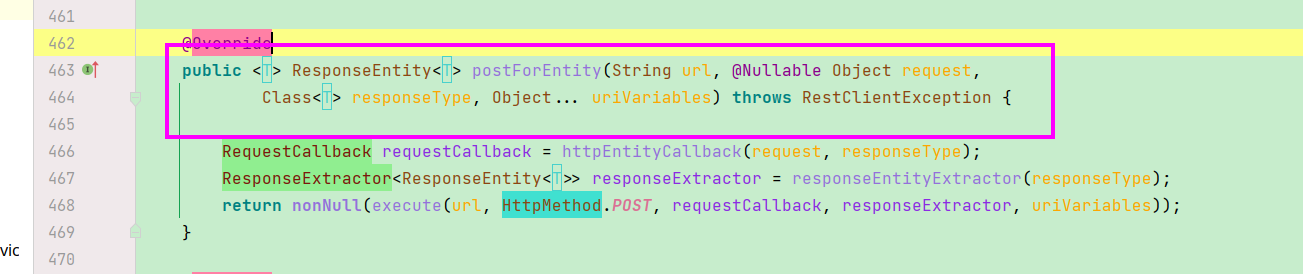 461
462 @Override
463 public <T> ResponseEntity<T> postForEntity(String url, @Nullable Object request,
464 Class<T> responseType, Object... uriVariables) throws RestClientException {
465
466 RequestCallback requestCallback = httpEntityCallback(request, responseType);
467 ResponseExtractor<ResponseEntity<T>> responseExtractor = responseEntityExtractor(responseType);
468 return nonNull(execute(url, HttpMethod.POST, requestCallback, responseExtractor, uriVariables));
469 }
vic
470